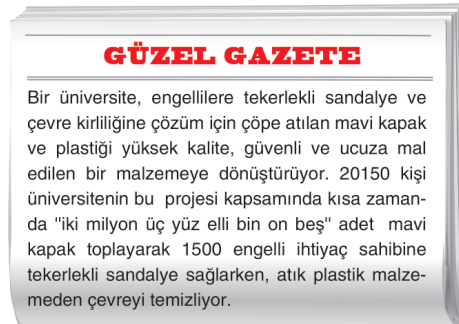 GÜZEL GAZETE
Bir üniversite, engellilere tekerlekli sandalye ve
çevre kirliliğine çözüm için çöpe atılan mavi kapak
ve plastiği yüksek kalite, güvenli ve ucuza mal
edilen bir malzemeye dönüştürüyor. 20150 kişi
üniversitenin bu projesi kapsamında kısa zaman-
da "iki milyon üç yüz elli bin on beş" adet mavi
kapak toplayarak 1500 engelli ihtiyaç sahibine
tekerlekli sandalye sağlarken, atık plastik malze-
meden çevreyi temizliyor.